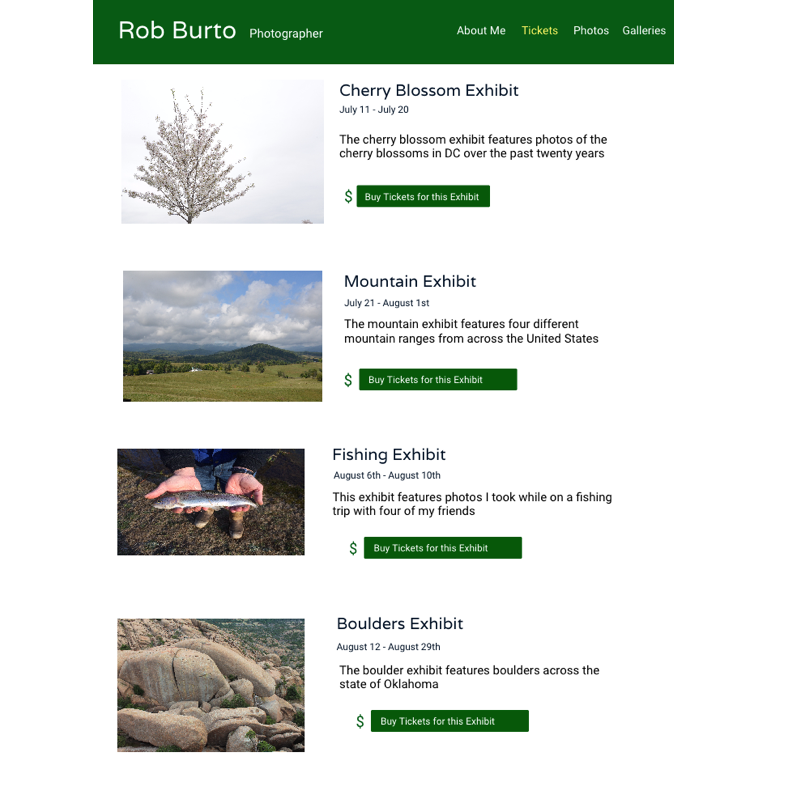 Rob Burto Photographer About Me Tickets Photos Galleries
Cherry Blossom Exhibit
July 11 - July 20
The cherry blossom exhibit features photos of the
cherry blossoms in DC over the past twenty years
$ Buy Tickets for this Exhibit
Mountain Exhibit
July 21 - August 1st
The mountain exhibit features four different
mountain ranges from across the United States
$ Buy Tickets for this Exhibit
Fishing Exhibit
August 6th - August 10th
This exhibit features photos I took while on a fishing
trip with four of my friends
$ Buy Tickets for this Exhibit
Boulders Exhibit
August 12 - August 29th
The boulder exhibit features boulders across the
state of Oklahoma
$ Buy Tickets for this Exhibit